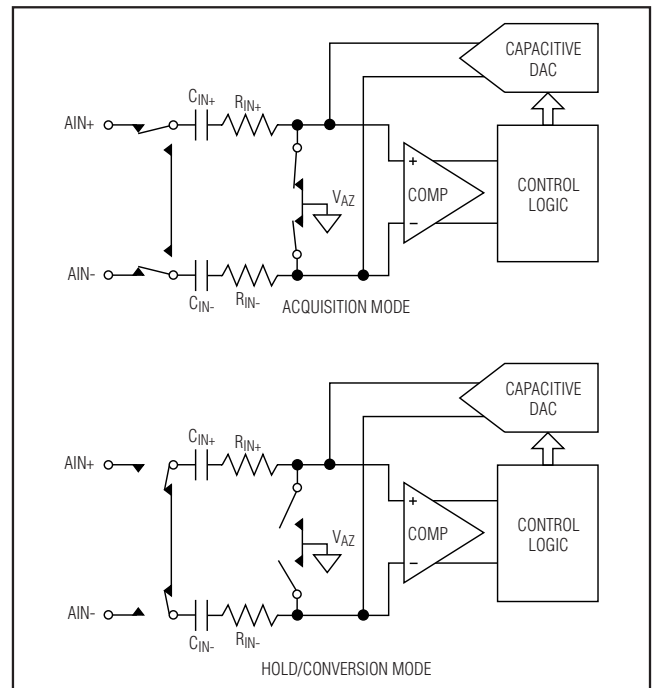 CAPACITIVE
DAC
CIN+
RIN+
AIN+
+
COMP
−
VAZ
CONTROL
LOGIC
AIN-
CIN-
RIN-
ACQUISITION MODE
CAPACITIVE
DAC
CIN+
RIN+
AIN+
+
COMP
−
VAZ
CONTROL
LOGIC
AIN-
CIN-
RIN-
HOLD/CONVERSION MODE